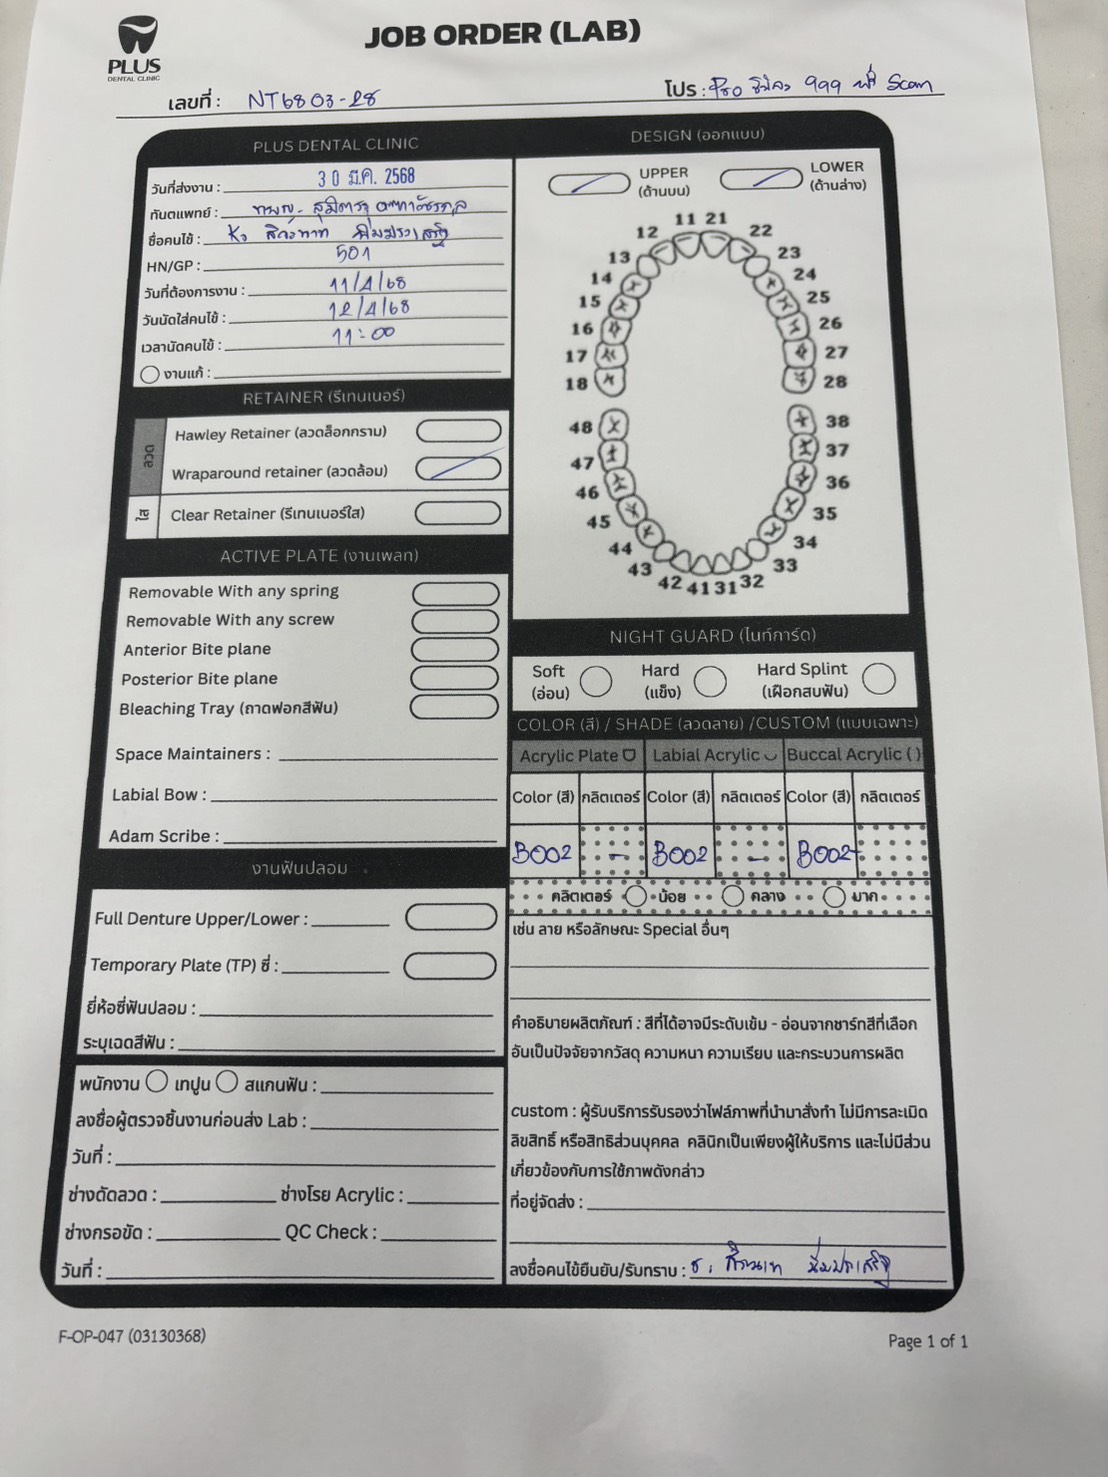 PLUS
DENTAL CLINIC
JOB ORDER (LAB)
เลขที่ : NT6803-28
โปร : Pro 999 ฟรี Scan
PLUS DENTAL CLINIC
วันที่ส่งงาน : 30 มี.ค. 2568
ทันตแพทย์ : ทพญ.
ชื่อคนไข้ :
HN/GP : 501
วันที่ต้องการงาน : 11/4/68
วันนัดใส่คนไข้ : 12/4/68
เวลานัดคนไข้ : 11:00
งานแก้ :
DESIGN (ออกแบบ)
UPPER
(ด้านบน)
LOWER
(ด้านล่าง)
11 21
12 22
13 23
14 24
15 25
16 26
17 27
18 28
48 38
47 37
46 36
45 35
44 34
43 33
42 41 31 32
RETAINER (รีเทนเนอร์)
ลวด
Hawley Retainer (ลวดล็อกกราม)
Wraparound retainer (ลวดล้อม)
ใส
Clear Retainer (รีเทนเนอร์ใส)
ACTIVE PLATE (งานเพลท)
Removable With any spring
Removable With any screw
Anterior Bite plane
Posterior Bite plane
Bleaching Tray (ถาดฟอกสีฟัน)
Space Maintainers :
Labial Bow :
Adam Scribe :
งานฟันปลอม
Full Denture Upper/Lower :
Temporary Plate (TP) ซี่ :
ยี่ห้อซี่ฟันปลอม :
ระบุเฉดสีฟัน :
พนักงาน เทปูน สแกนฟัน :
ลงชื่อผู้ตรวจชิ้นงานก่อนส่ง Lab :
วันที่ :
ช่างดัดลวด : ช่างโรย Acrylic :
ช่างกรอขัด : QC Check :
วันที่ :
NIGHT GUARD (ไนท์การ์ด)
Soft
(อ่อน)
Hard
(แข็ง)
Hard Splint
(เฝือกสบฟัน)
COLOR (สี) / SHADE (ลวดลาย) /CUSTOM (แบบเฉพาะ)
Acrylic Plate Labial Acrylic Buccal Acrylic ( )
Color (สี) กลิตเตอร์ Color (สี) กลิตเตอร์ Color (สี) กลิตเตอร์
B002 - B002 - B002 -
คลิตเตอร์ น้อย กลาง มาก
เช่น ลาย หรือลักษณะ Special อื่นๆ
คำอธิบายผลิตภัณฑ์ : สีที่ได้อาจมีระดับเข้ม - อ่อนจากชาร์ทสีที่เลือก
อันเป็นปัจจัยจากวัสดุ ความหนา ความเรียบ และกระบวนการผลิต
custom : ผู้รับบริการรับรองว่าไฟล์ภาพที่นำมาสั่งทำ ไม่มีการละเมิด
ลิขสิทธิ์ หรือสิทธิส่วนบุคคล คลินิกเป็นเพียงผู้ให้บริการ และไม่มีส่วน
เกี่ยวข้องกับการใช้ภาพดังกล่าว
ที่อยู่จัดส่ง :
ลงชื่อคนไข้ยืนยัน/รับทราบ :
F-OP-047 (03130368)
Page 1 of 1